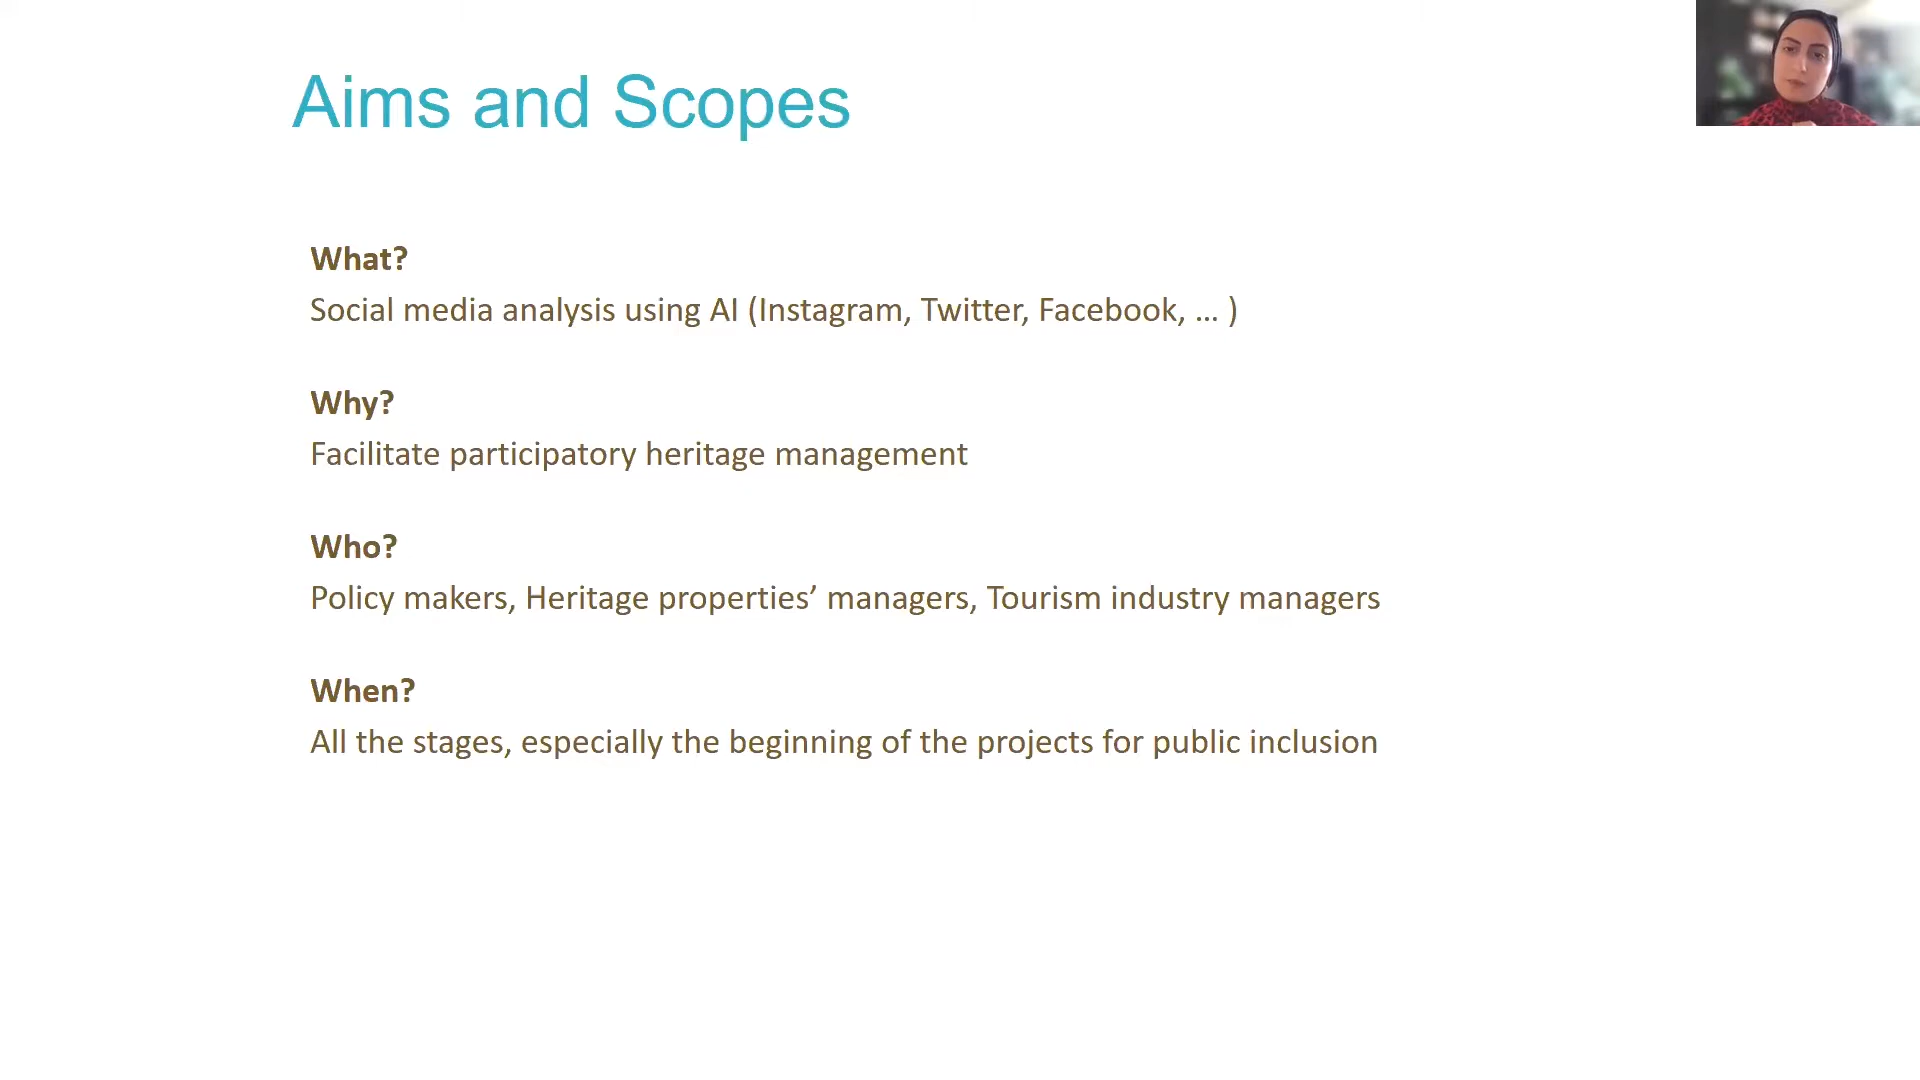 Aims and Scopes
What?
Social media analysis using AI (Instagram, Twitter, Facebook, ... )
Why?
Facilitate participatory heritage management
Who?
Policy makers, Heritage properties’ managers, Tourism industry managers
When?
All the stages, especially the beginning of the projects for public inclusion